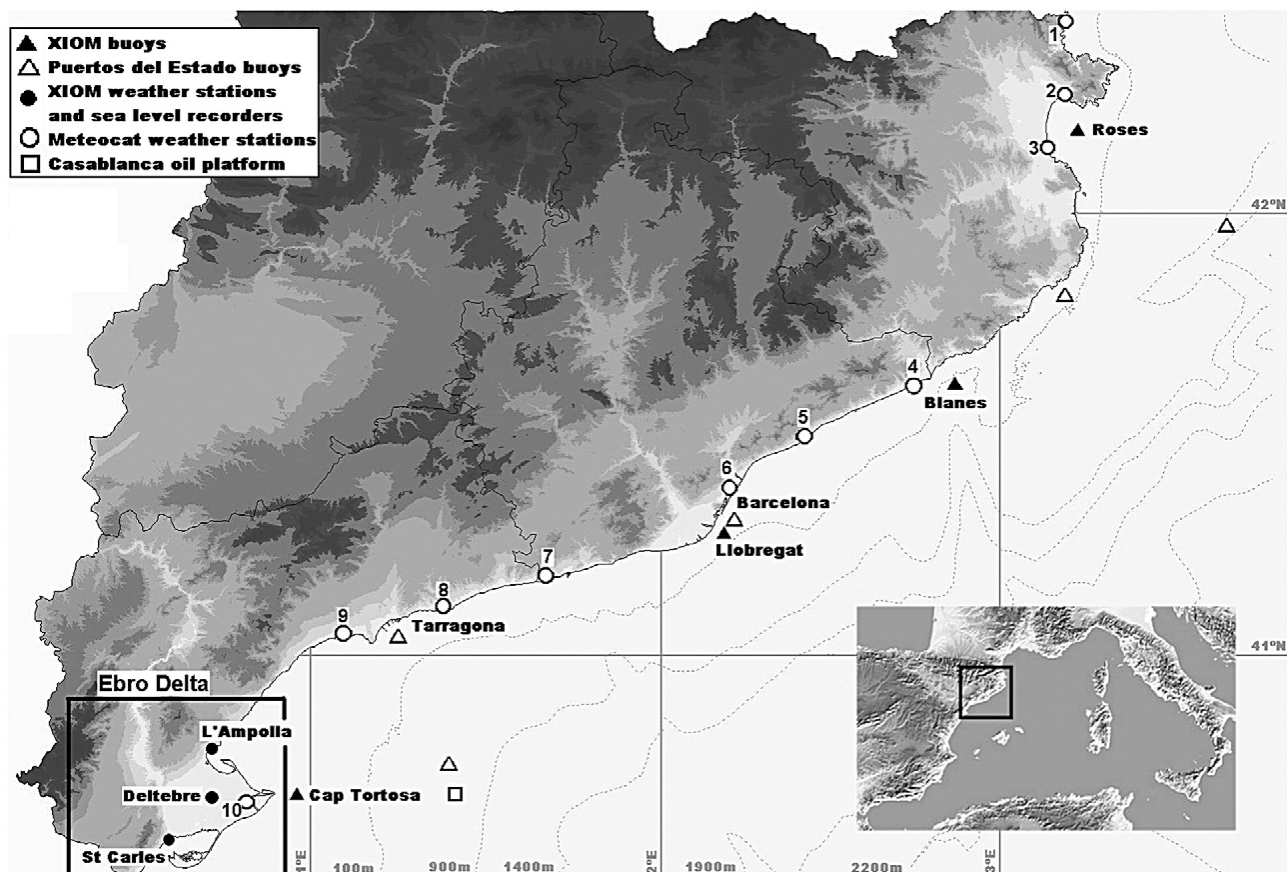 XIOM buoys
Puertos del Estado buoys
XIOM weather stations
and sea level recorders
Meteocat weather stations
Casablanca oil platform
1
2
Roses
3
42ºN
4
Blanes
5
6
Barcelona
Llobregat
7
8
9
Tarragona
41ºN
Ebro Delta
L'Ampolla
Deltebre
10
Cap Tortosa
St Carles
1ºE
100m
900m
1400m
2ºE
1900m
2200m
3ºE